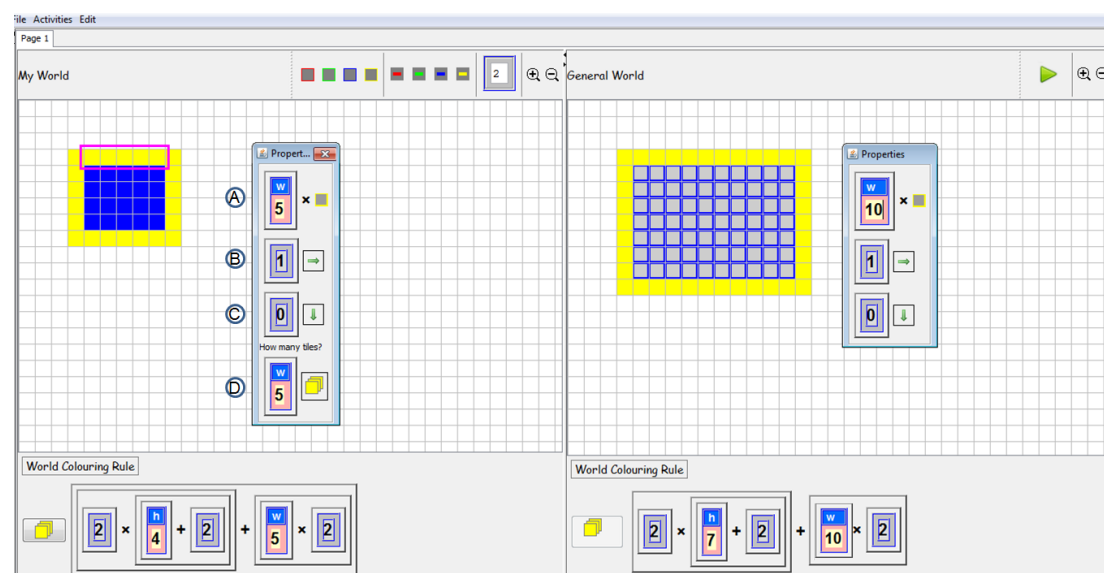 File Activities Edit
Page 1
My World
2
General World
Propert...
Properties
A
w
5
×
B
1
C
0
How many tiles?
D
w
5
w
10
×
1
0
World Colouring Rule
2 × h 4 + 2 + w 5 × 2
World Colouring Rule
2 × h 7 + 2 + w 10 × 2